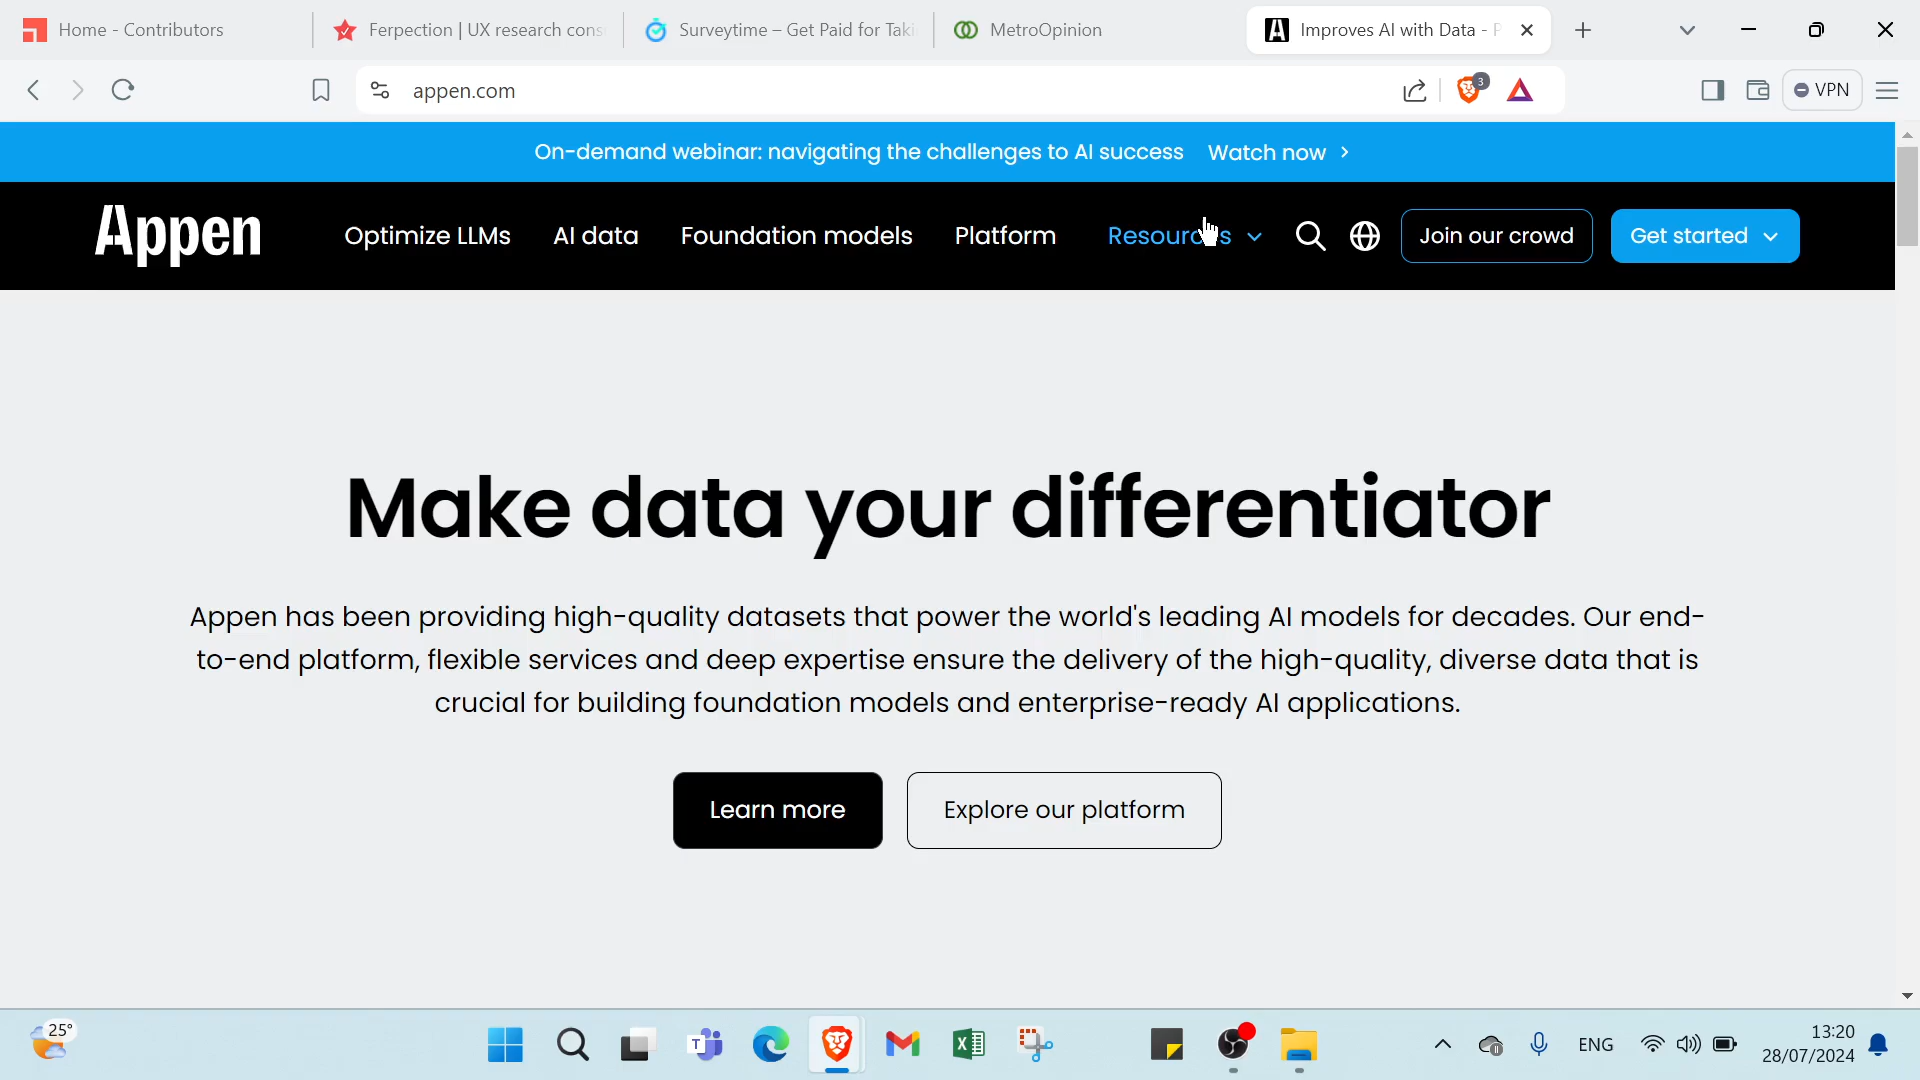 Home - Contributors
Ferpection | UX research cons
Surveytime – Get Paid for Taki
MetroOpinion
Improves AI with Data - P
appen.com
3
VPN
On-demand webinar: navigating the challenges to AI success Watch now
Appen
Optimize LLMs
AI data
Foundation models
Platform
Resources
Join our crowd
Get started
Make data your differentiator
Appen has been providing high-quality datasets that power the world's leading AI models for decades. Our end-
to-end platform, flexible services and deep expertise ensure the delivery of the high-quality, diverse data that is
crucial for building foundation models and enterprise-ready AI applications.
Learn more
Explore our platform
25°
ENG
13:20
28/07/2024